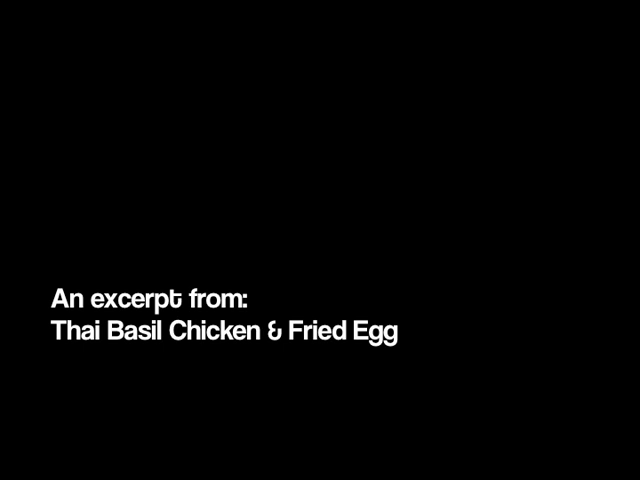 An excerpt from:
Thai Basil Chicken & Fried Egg